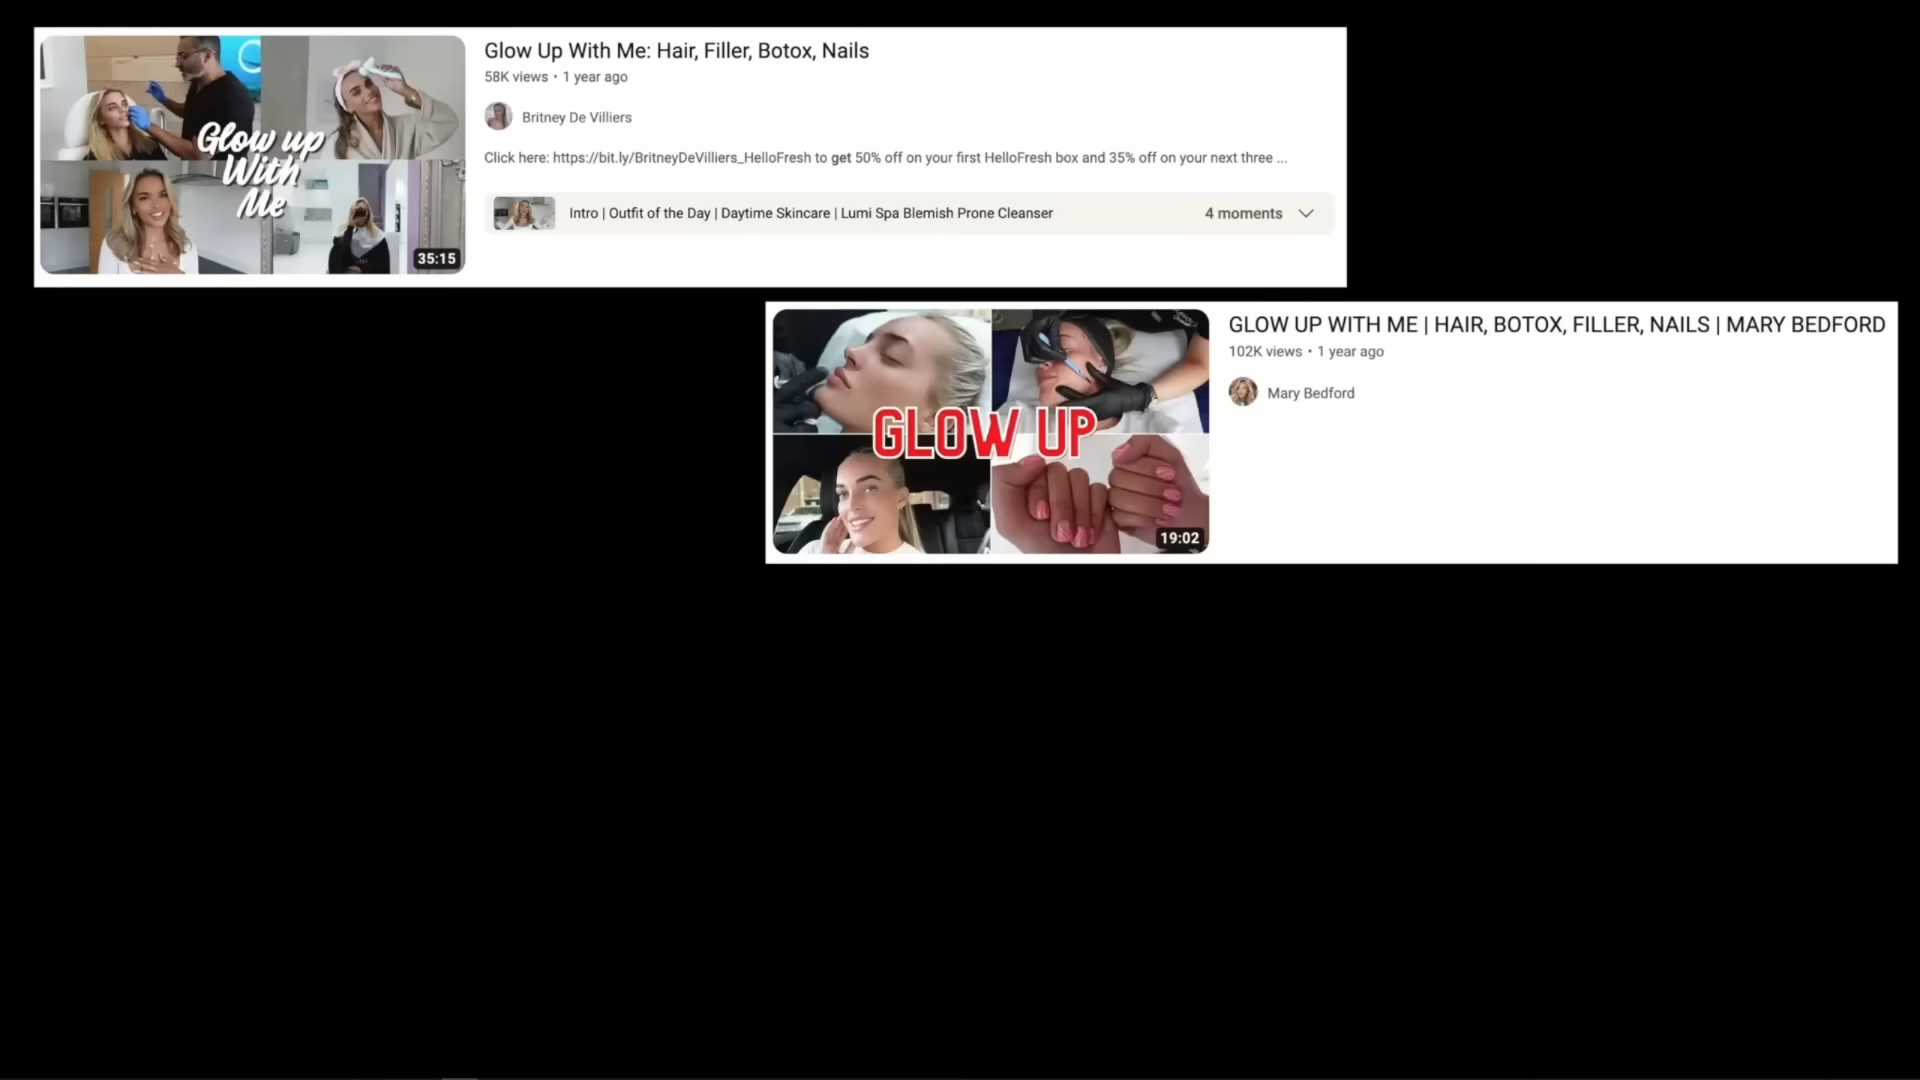 Glow up
With
Me
35:15
Glow Up With Me: Hair, Filler, Botox, Nails
58K views • 1 year ago
Britney De Villiers
Click here: https://bit.ly/BritneyDeVilliers_HelloFresh to get 50% off on your first HelloFresh box and 35% off on your next three ...
Intro | Outfit of the Day | Daytime Skincare | Lumi Spa Blemish Prone Cleanser
4 moments
GLOW UP
19:02
GLOW UP WITH ME | HAIR, BOTOX, FILLER, NAILS | MARY BEDFORD
102K views • 1 year ago
Mary Bedford